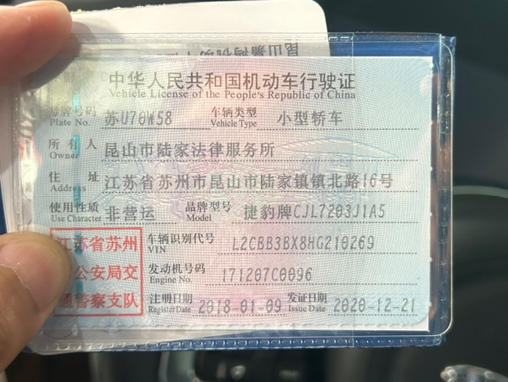 中华人民共和国机动车行驶证
Vehicle License of the People's Republic of China
号牌号码 Plate No. 苏U70W58 车辆类型 Vehicle Type 小型轿车
所有人 Owner 昆山市陆家法律服务所
住址 Address 江苏省苏州市昆山市陆家镇镇北路16号
使用性质 Use Character 非营运 品牌型号 Model 捷豹牌CJL7203J1A5
江苏省苏州
公安局交
警察支队
车辆识别代号 VIN L2CBB3BX8HG210269
发动机号码 Engine No. 171207C0096
注册日期 Register Date 2018-01-09 发证日期 Issue Date 2020-12-21